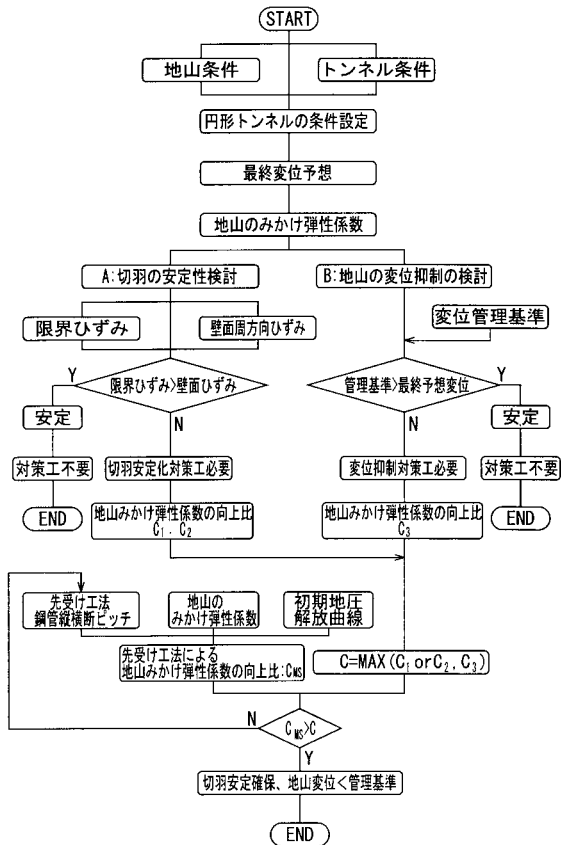 START
地山条件
トンネル条件
円形トンネルの条件設定
最終変位予想
地山のみかけ弾性係数
A:切羽の安定性検討
B:地山の変位抑制の検討
限界ひずみ
壁面周方向ひずみ
変位管理基準
限界ひずみ>壁面ひずみ
管理基準>最終予想変位
Y
N
N
Y
安定
対策工不要
END
切羽安定化対策工必要
地山みかけ弾性係数の向上比
C₁, C₂
変位抑制対策工必要
地山みかけ弾性係数の向上比
C₃
安定
対策工不要
END
先受け工法
鋼管縦横断ピッチ
地山の
みかけ弾性係数
初期地圧
解放曲線
先受け工法による
地山みかけ弾性係数の向上比:CMS
C=MAX(C₁orC₂,C₃)
N
CMS>C
Y
切羽安定確保、地山変位<管理基準
END